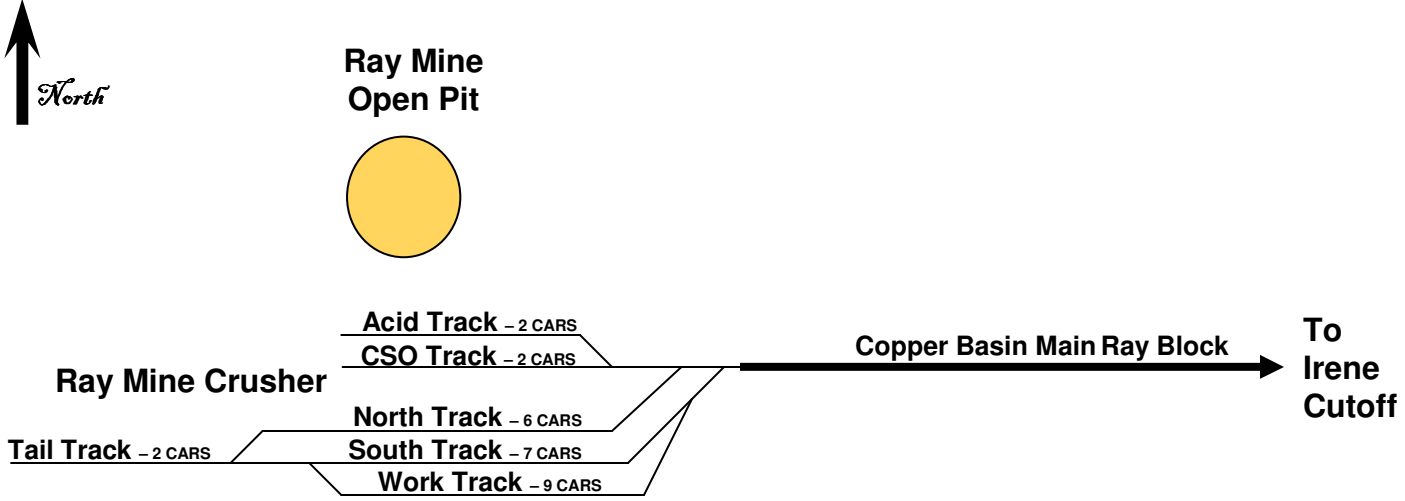 North
Ray Mine
Open Pit
Acid Track – 2 CARS
CSO Track – 2 CARS
Copper Basin Main Ray Block
To
Irene
Cutoff
Ray Mine Crusher
North Track – 6 CARS
Tail Track – 2 CARS
South Track – 7 CARS
Work Track – 9 CARS